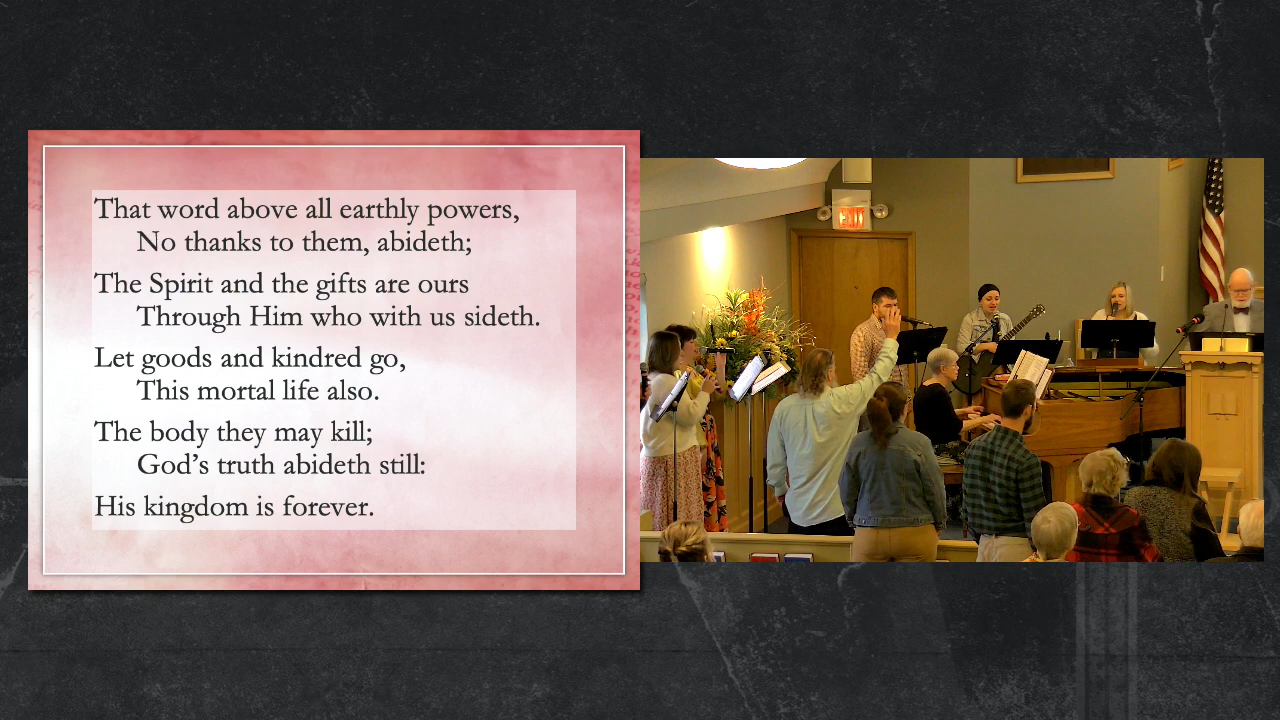 That word above all earthly powers,
No thanks to them, abideth;
The Spirit and the gifts are ours
Through Him who with us sideth.
Let goods and kindred go,
This mortal life also.
The body they may kill;
God’s truth abideth still:
His kingdom is forever.
EXIT